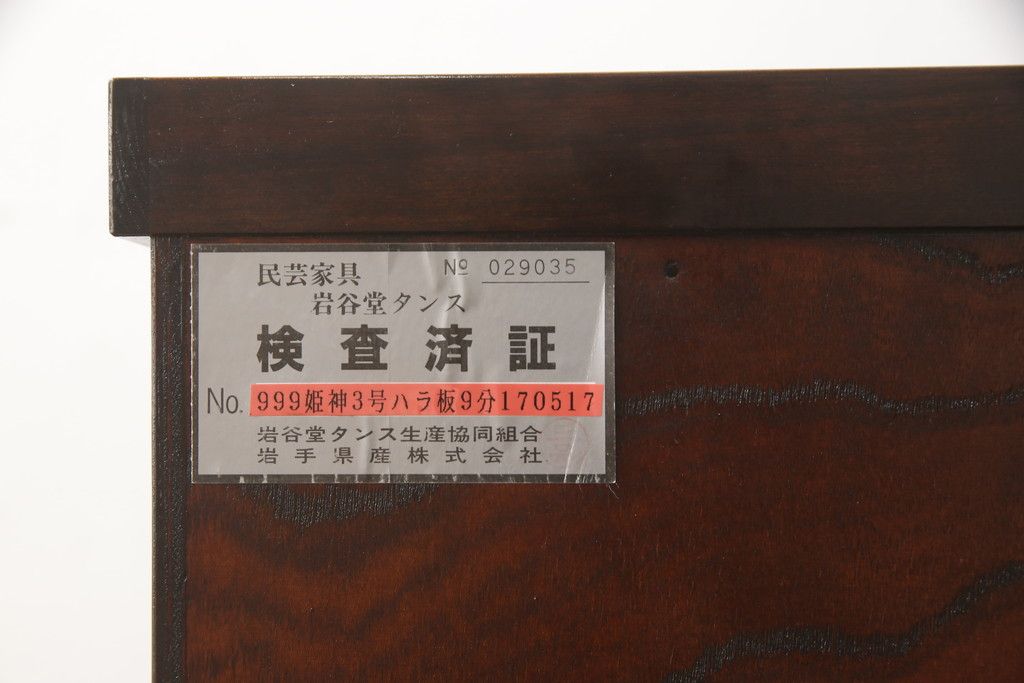 民芸家具 № 029035
岩谷堂タンス
検査済証
No. 999姫神3号ハラ板9分170517
岩谷堂タンス生産協同組合
岩手県産株式会社